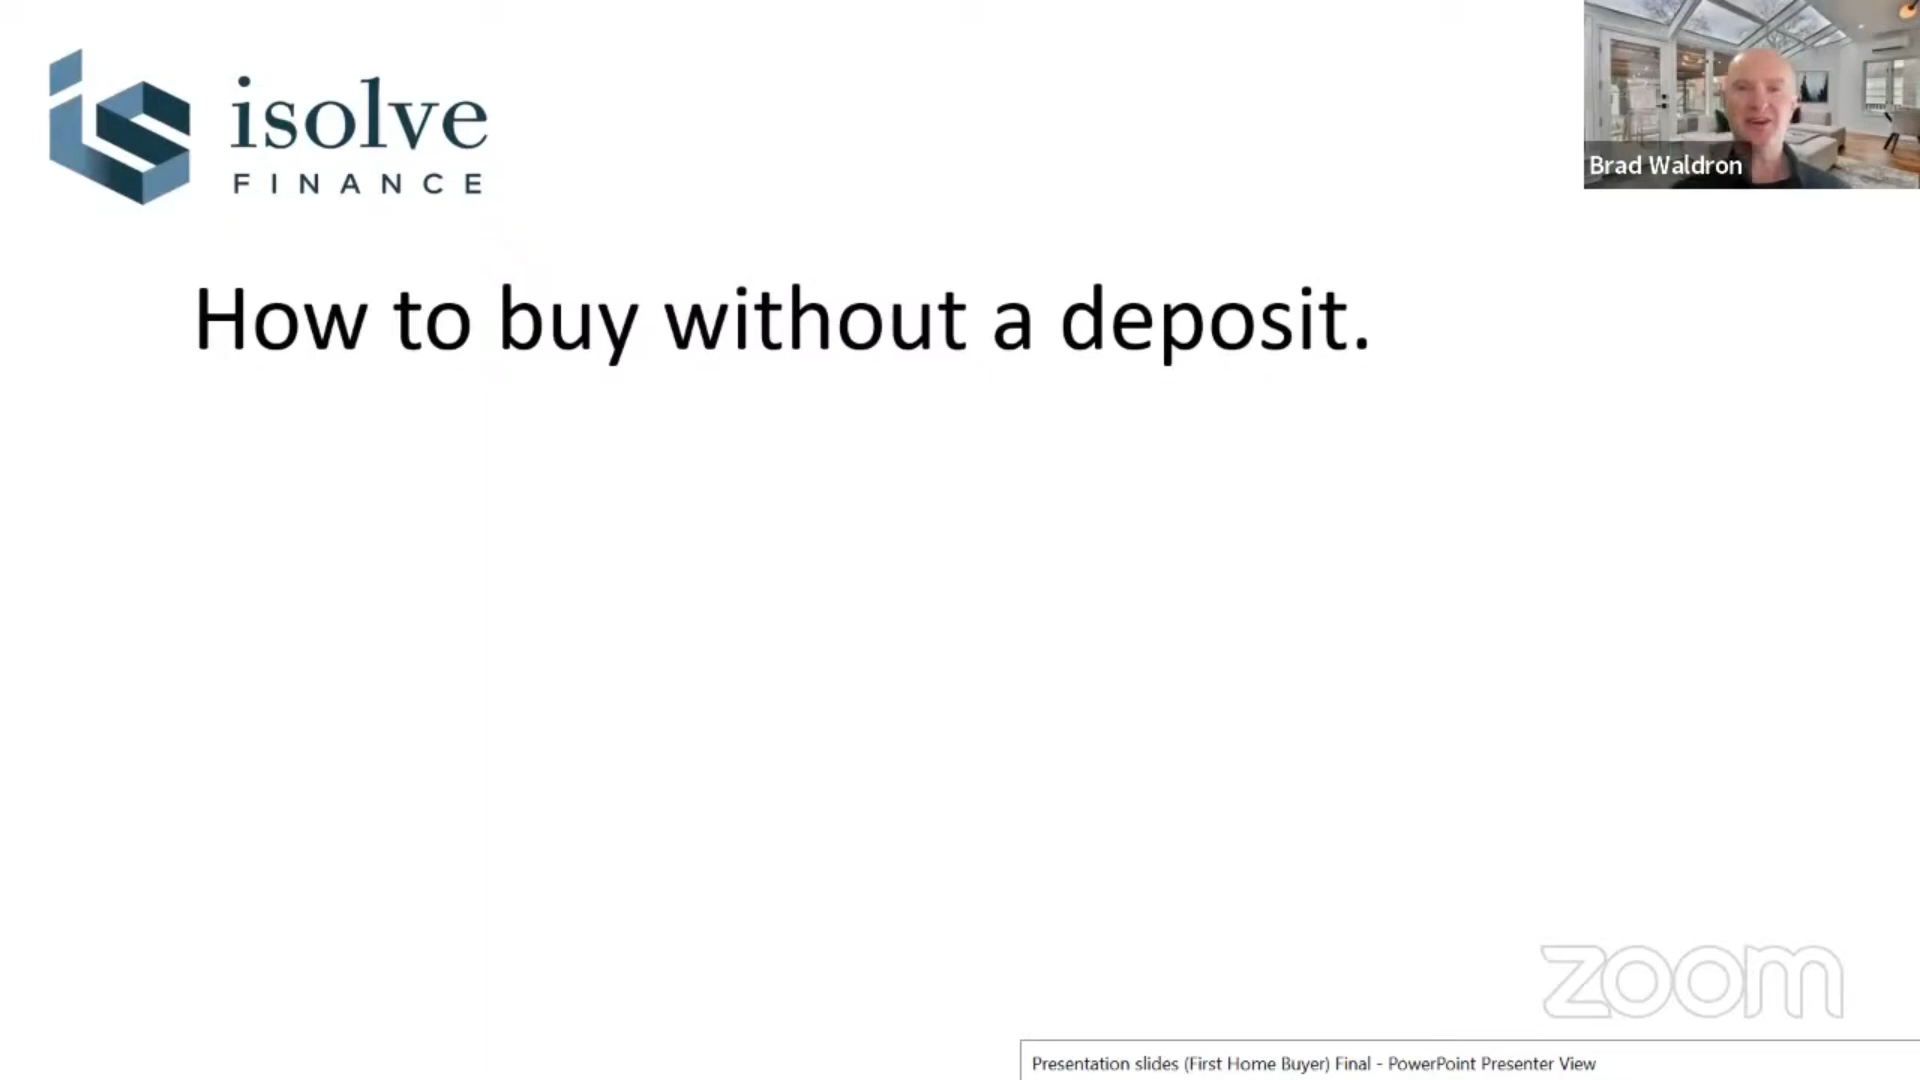 isolve
FINANCE
Brad Waldron
How to buy without a deposit.
zoom
Presentation slides (First Home Buyer) Final - PowerPoint Presenter View